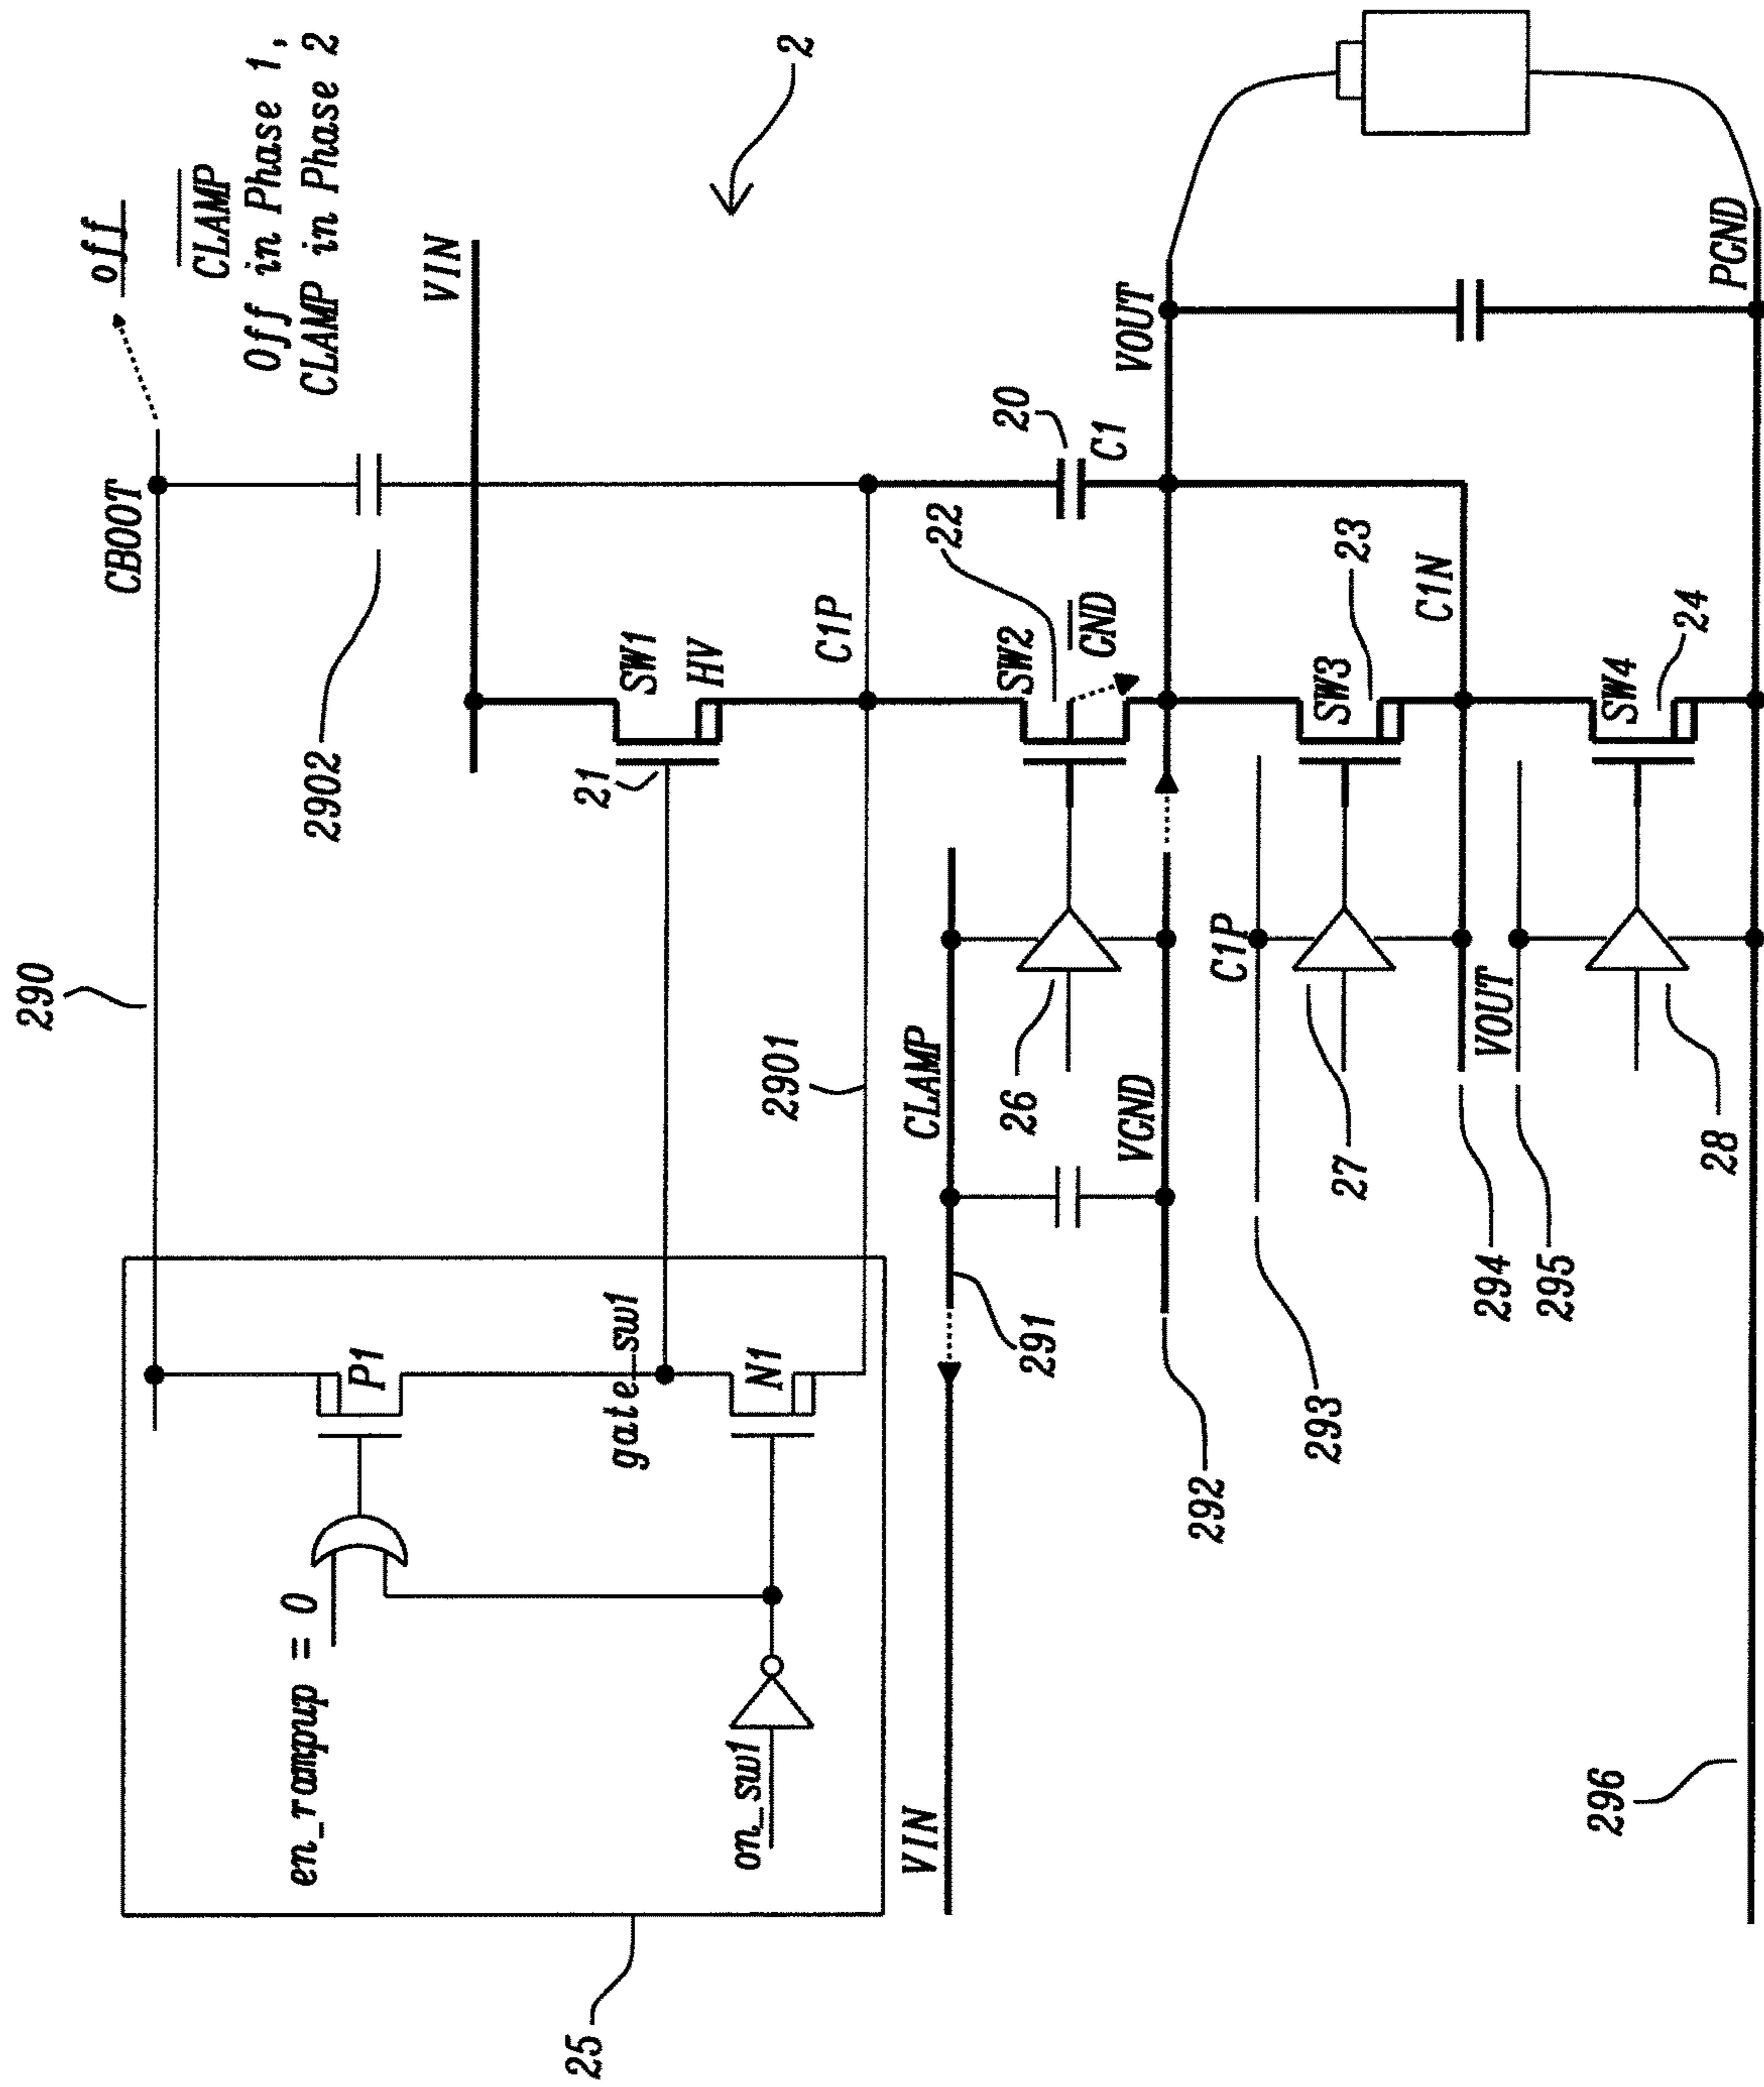 CBOOT
off
CLAMP
Off in Phase 1,
CLAMP in Phase 2
290
2902
VIN
2
21
SW1
HV
C1P
2901
25
en_rampup = 0
P1
gate_sw1
N1
on_sw1
VIN
CLAMP
291
26
VGND
292
SW2
22
GND
20
C1
VOUT
C1P
293
27
SW3
23
C1N
294
VOUT
295
28
SW4
24
PGND
296